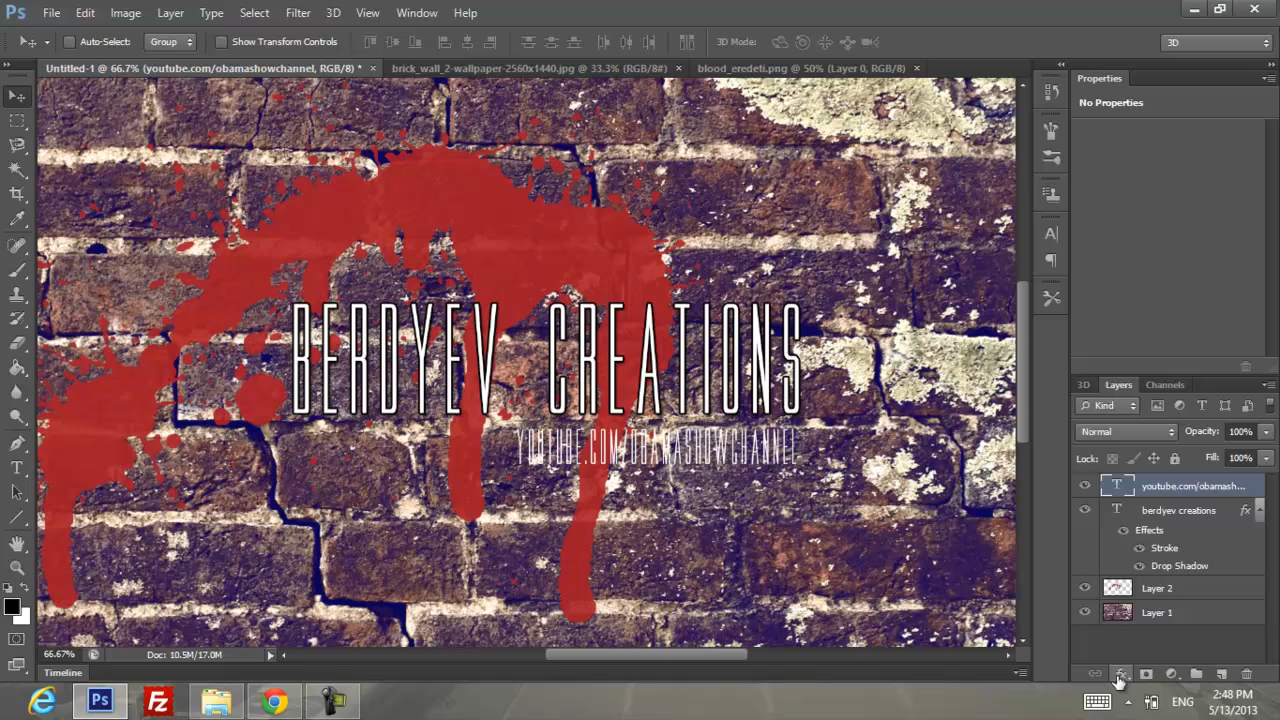 Ps File Edit Image Layer Type Select Filter 3D View Window Help
Auto-Select: Group Show Transform Controls 3D Mode: 3D
Untitled-1 @ 66.7% (youtube.com/obamashowchannel, RGB/8) * × brick_wall_2-wallpaper-2560x1440.jpg @ 33.3% (RGB/8#) × blood_eredeti.png @ 50% (Layer 0, RGB/8) ×
Properties
No Properties
BERDYEV CREATIONS
YOUTUBE.COM/OBAMASHOWCHANNEL
3D Layers Channels
Kind
Normal Opacity: 100%
Lock: Fill: 100%
T youtube.com/obamash...
T berdyev creations fx
Effects
Stroke
Drop Shadow
Layer 2
Layer 1
66.67% Doc: 10.5M/17.0M
Timeline
Ps Fz ENG 2:48 PM
5/13/2013